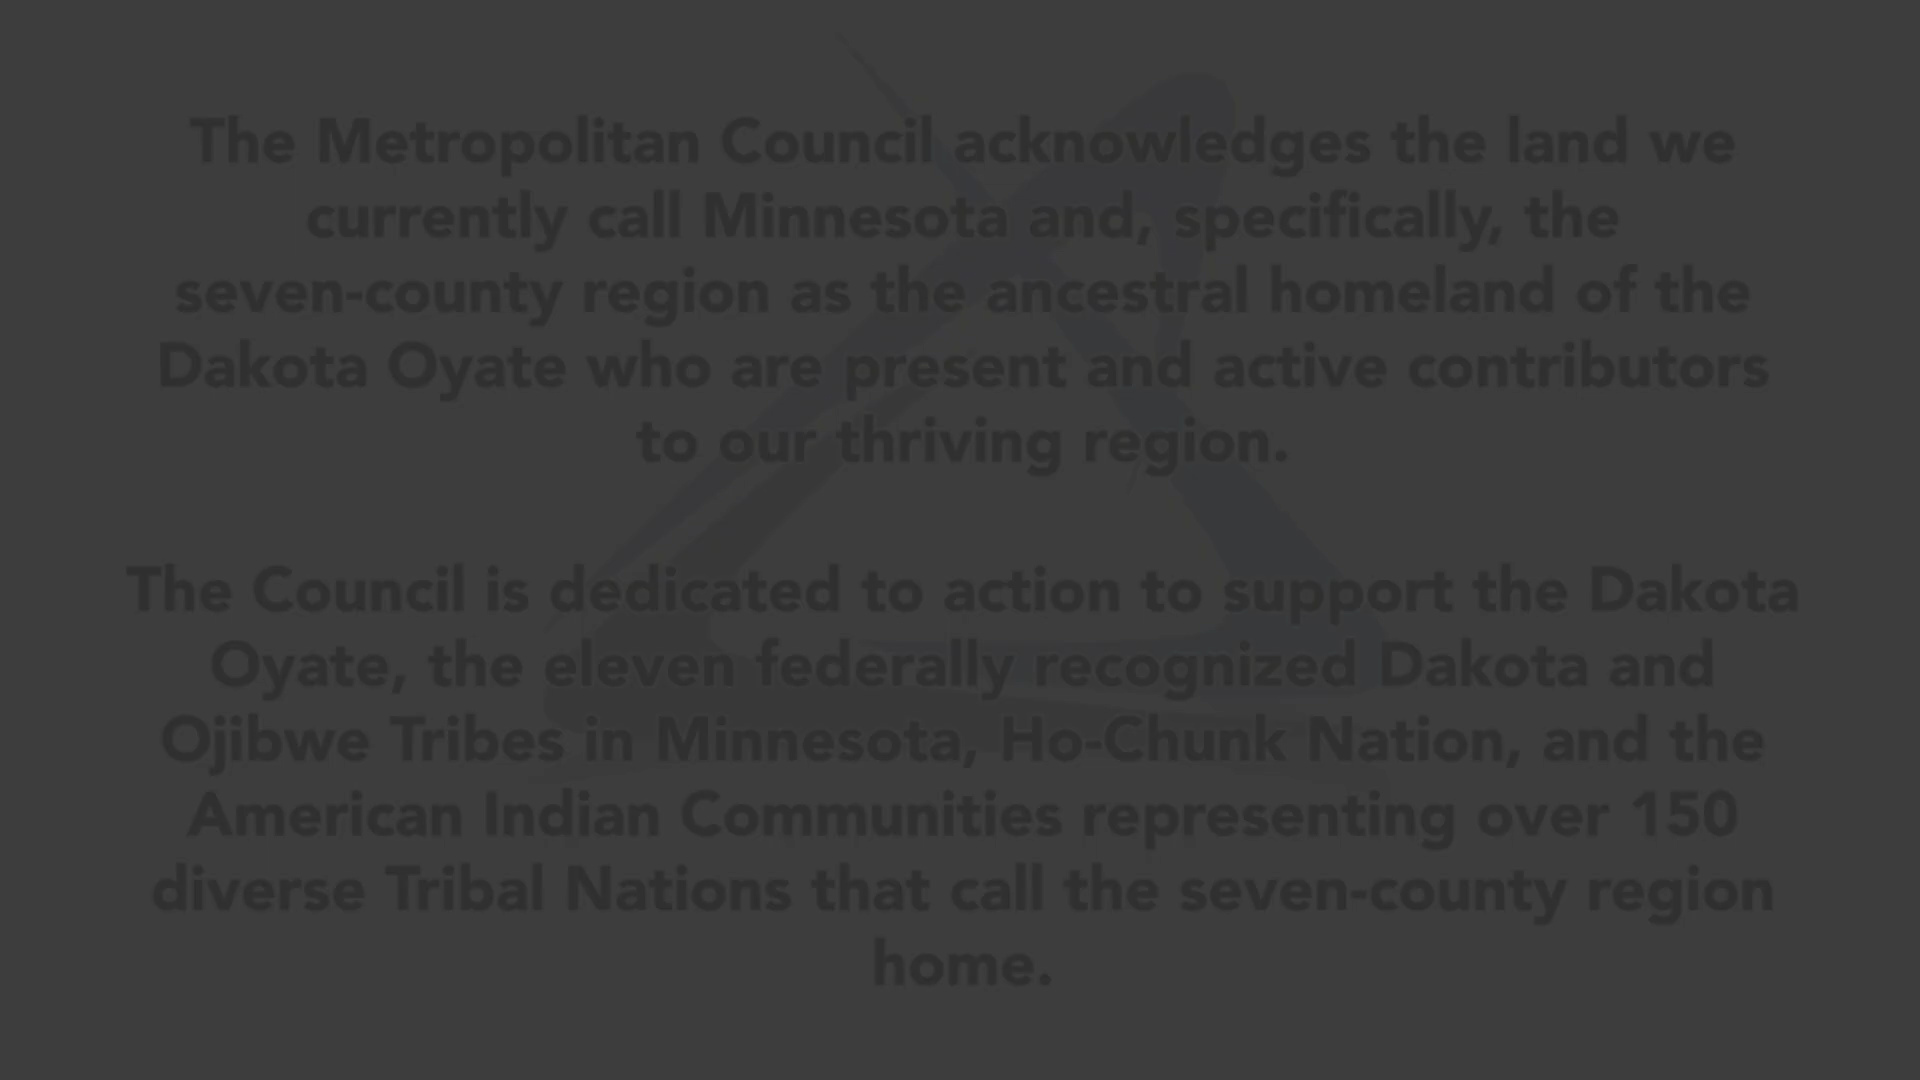 The Metropolitan Council acknowledges the land we
currently call Minnesota and, specifically, the
seven-county region as the ancestral homeland of the
Dakota Oyate who are present and active contributors
to our thriving region.
The Council is dedicated to action to support the Dakota
Oyate, the eleven federally recognized Dakota and
Ojibwe Tribes in Minnesota, Ho-Chunk Nation, and the
American Indian Communities representing over 150
diverse Tribal Nations that call the seven-county region
home.